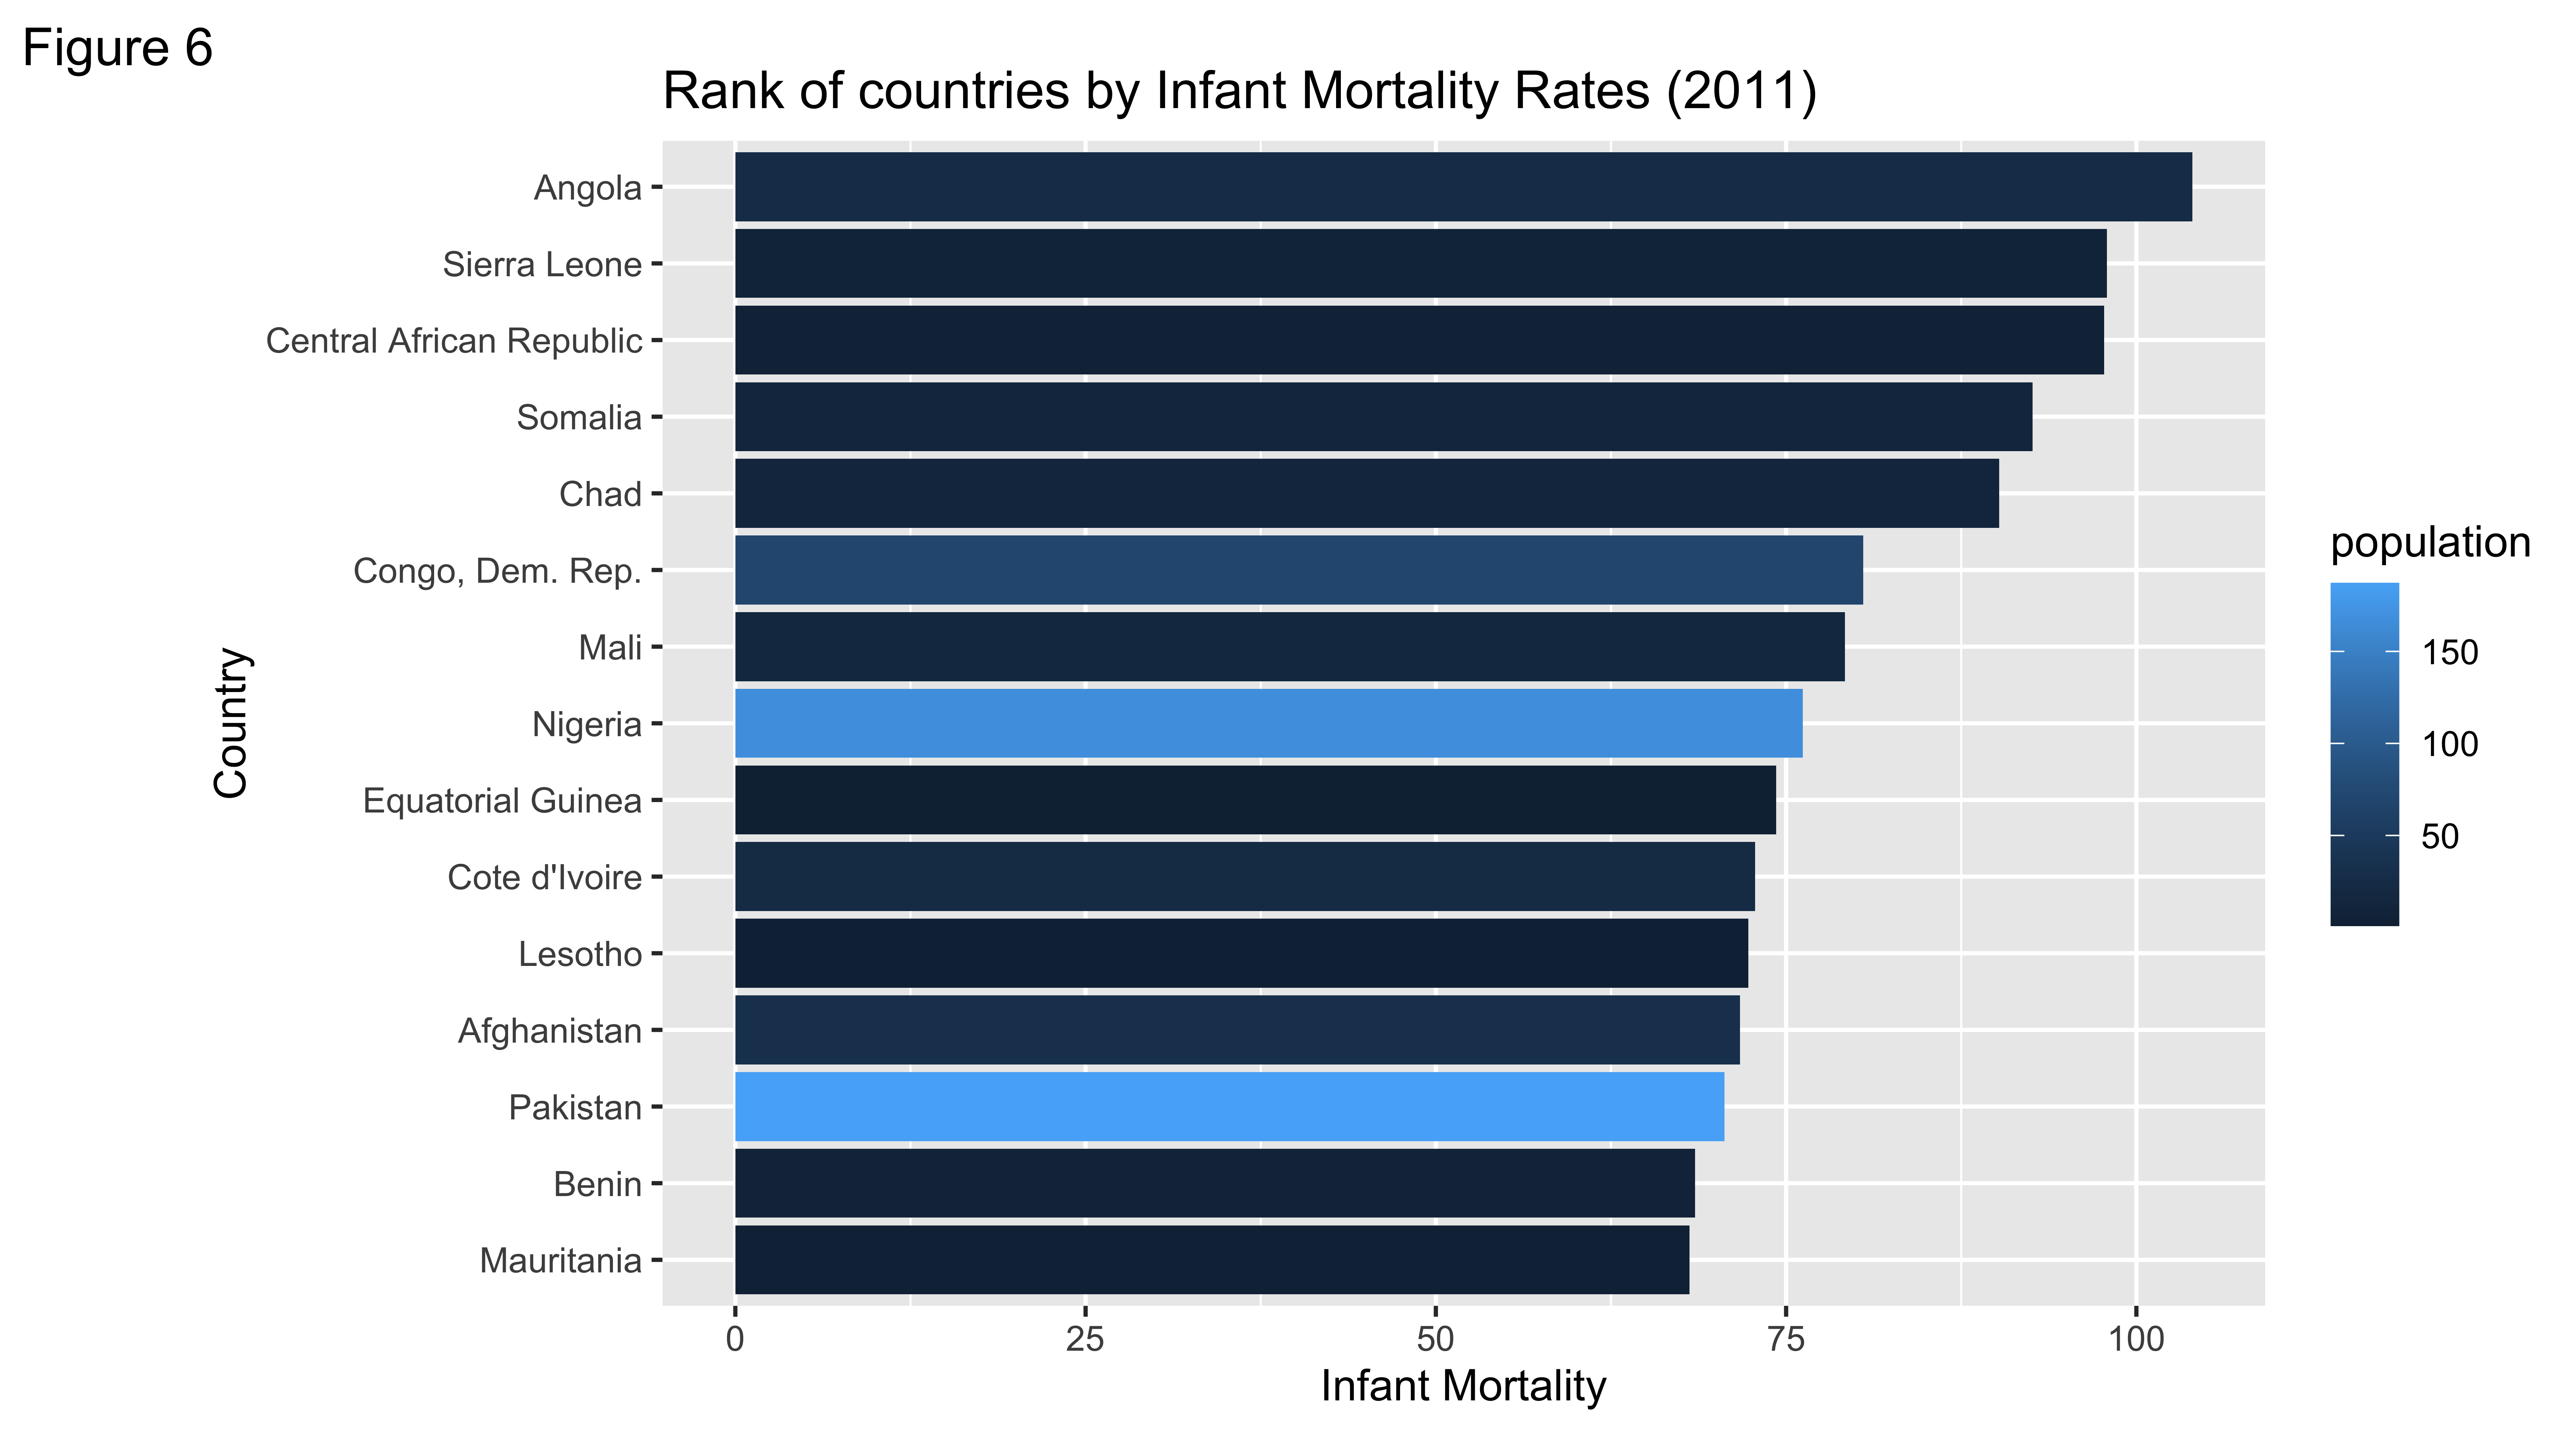 Figure 6
Rank of countries by Infant Mortality Rates (2011)
Angola
Sierra Leone
Central African Republic
Somalia
Chad
Congo, Dem. Rep.
Mali
Nigeria
Equatorial Guinea
Cote d'Ivoire
Lesotho
Afghanistan
Pakistan
Benin
Mauritania
Country
0 25 50 75 100
Infant Mortality
population
150
100
50